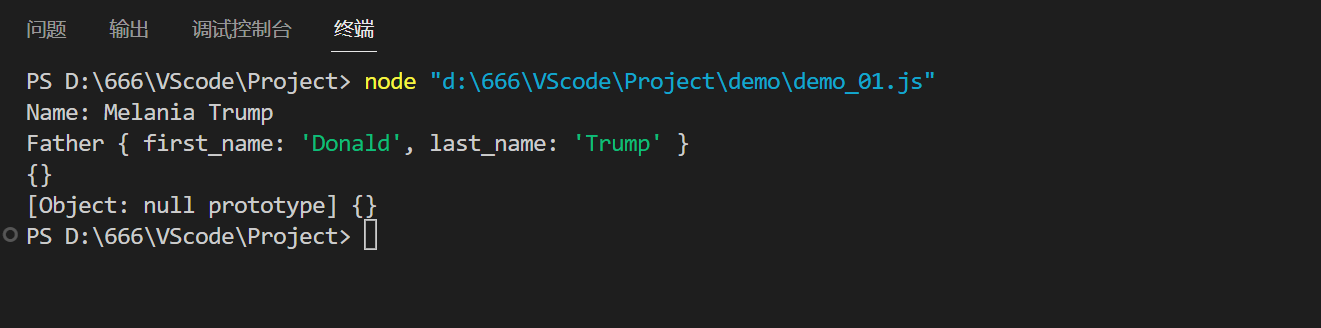 问题 输出 调试控制台 终端
PS D:\666\VScode\Project> node "d:\666\VScode\Project\demo\demo_01.js"
Name: Melania Trump
Father { first_name: 'Donald', last_name: 'Trump' }
{}
[Object: null prototype] {}
PS D:\666\VScode\Project>